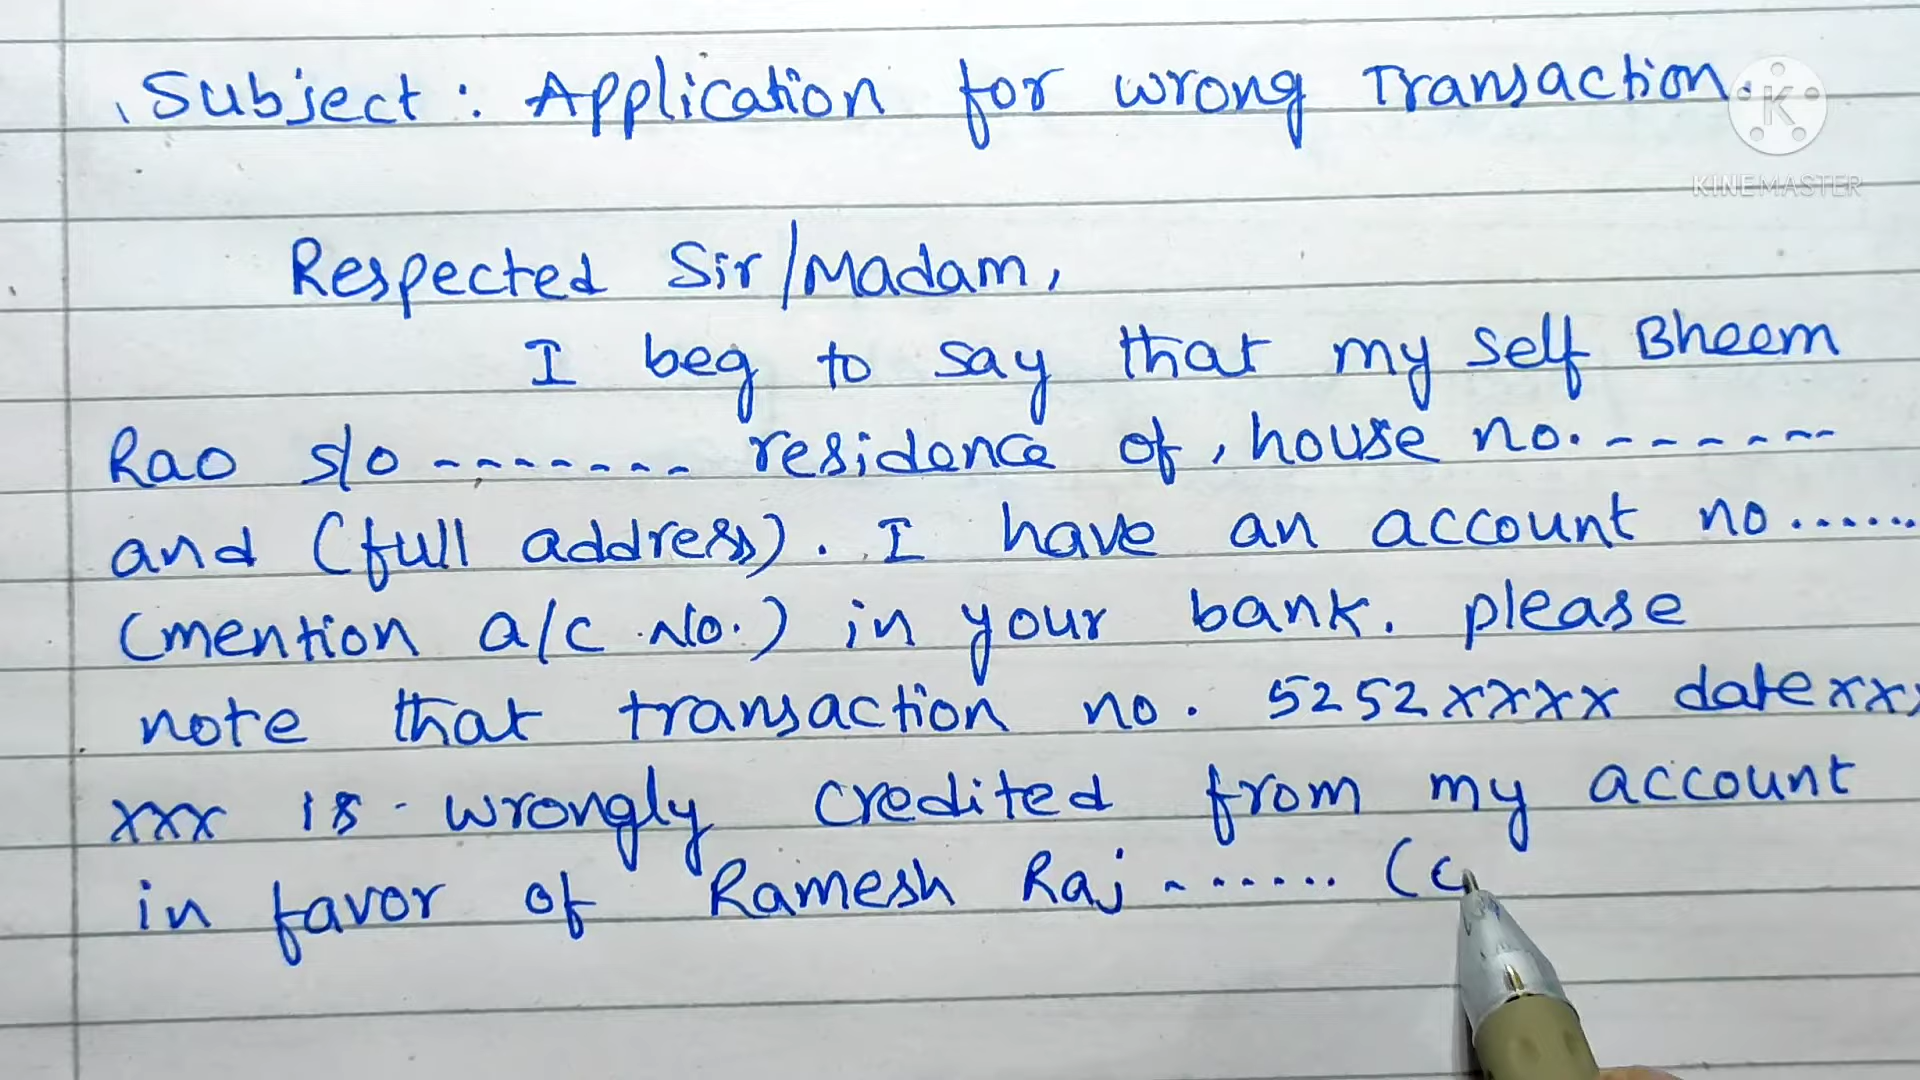 Subject: Application for wrong Transaction.
K
KINEMASTER
Respected Sir/Madam,
I beg to say that my self Bheem
Rao s/o -------- residence of, house no. -------
and (full address). I have an account no......
(mention a/c No.) in your bank. please
note that transaction no. 5252xxxx date xxx
xxx is wrongly credited from my account
in favor of Ramesh Raj ....... (